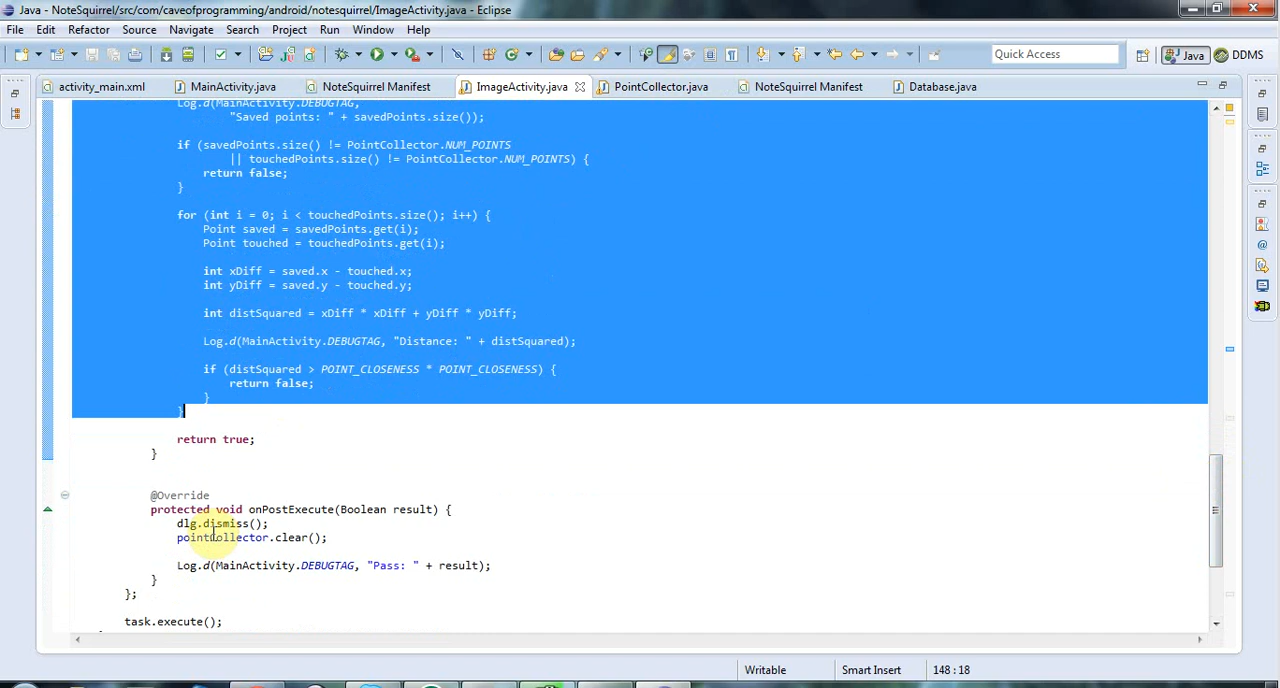 Java - NoteSquirrel/src/com/caveofprogramming/android/notesquirrel/ImageActivity.java - Eclipse
File Edit Refactor Source Navigate Search Project Run Window Help
Quick Access Java DDMS
activity_main.xml MainActivity.java NoteSquirrel Manifest ImageActivity.java PointCollector.java NoteSquirrel Manifest Database.java
Log.d(MainActivity.DEBUGTAG,
"Saved points: " + savedPoints.size());
if (savedPoints.size() != PointCollector.NUM_POINTS
|| touchedPoints.size() != PointCollector.NUM_POINTS) {
return false;
}
for (int i = 0; i < touchedPoints.size(); i++) {
Point saved = savedPoints.get(i);
Point touched = touchedPoints.get(i);
int xDiff = saved.x - touched.x;
int yDiff = saved.y - touched.y;
int distSquared = xDiff * xDiff + yDiff * yDiff;
Log.d(MainActivity.DEBUGTAG, "Distance: " + distSquared);
if (distSquared > POINT_CLOSENESS * POINT_CLOSENESS) {
return false;
}
}
return true;
}
@Override
protected void onPostExecute(Boolean result) {
dlg.dismiss();
pointCollector.clear();
Log.d(MainActivity.DEBUGTAG, "Pass: " + result);
}
};
task.execute();
Writable Smart Insert 148 : 18